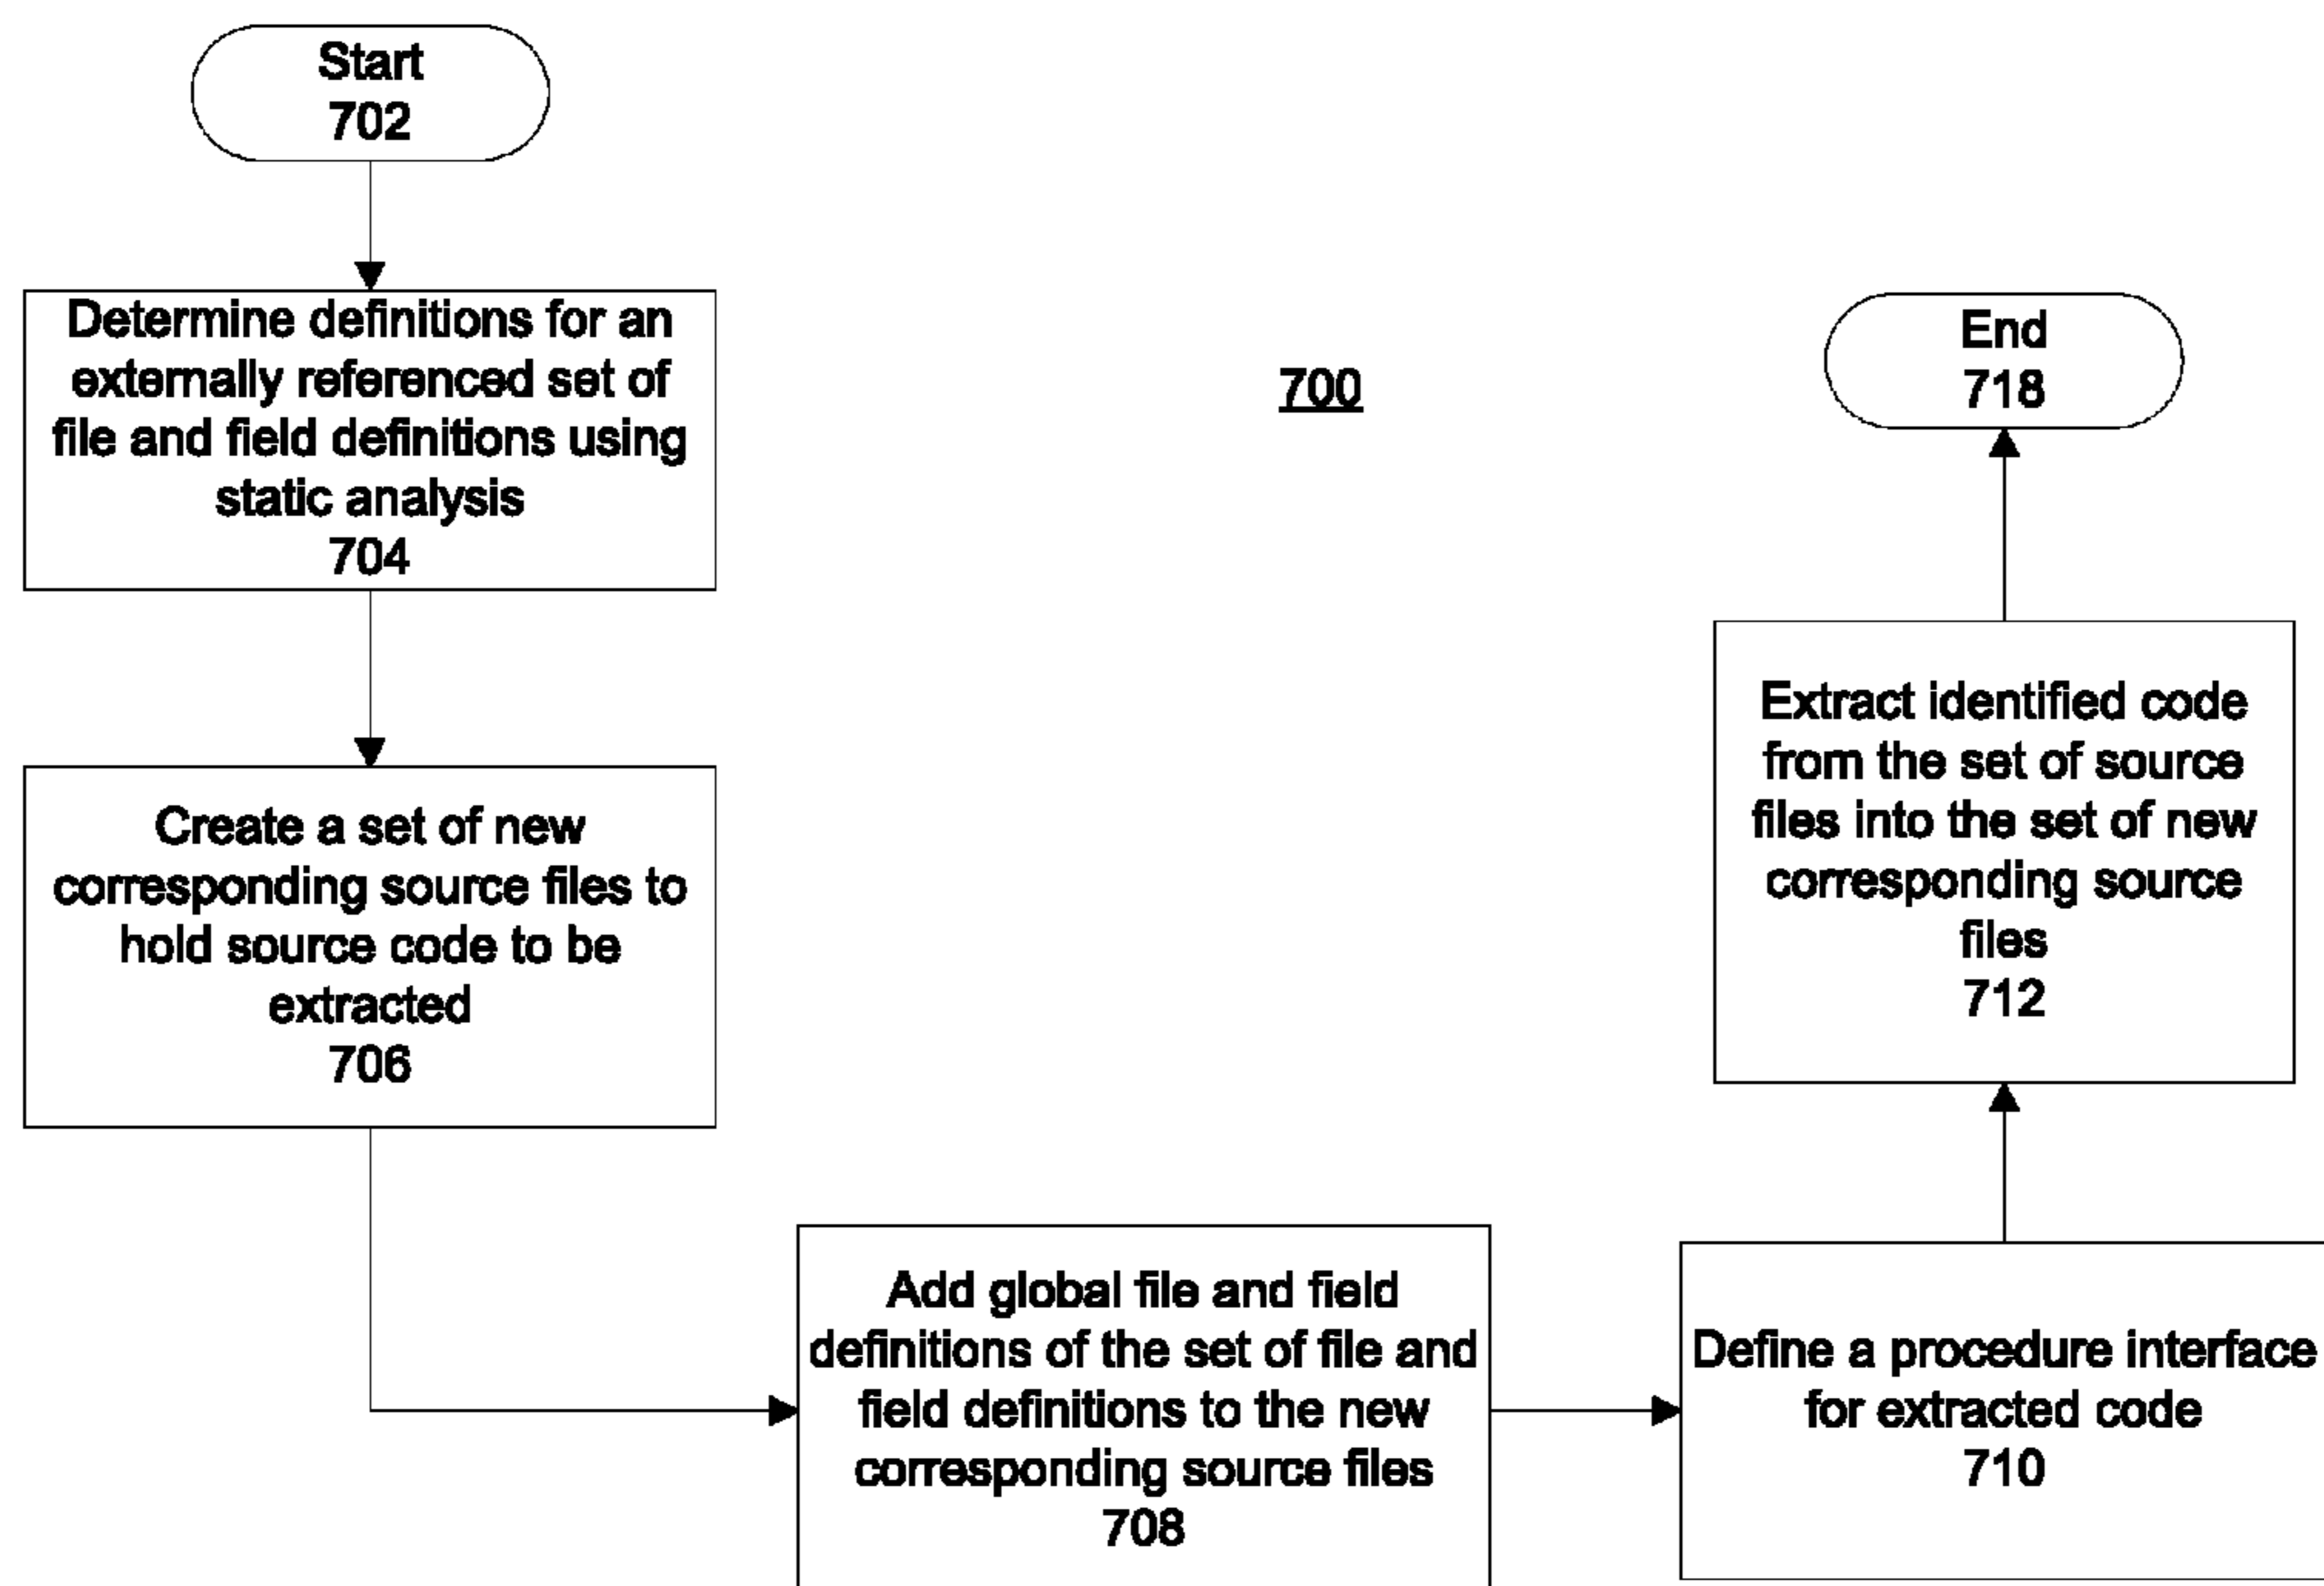 Start
702
Determine definitions for an
externally referenced set of
file and field definitions using
static analysis
704
Create a set of new
corresponding source files to
hold source code to be
extracted
706
Add global file and field
definitions of the set of file and
field definitions to the new
corresponding source files
708
Define a procedure interface
for extracted code
710
Extract identified code
from the set of source
files into the set of new
corresponding source
files
712
End
718
700